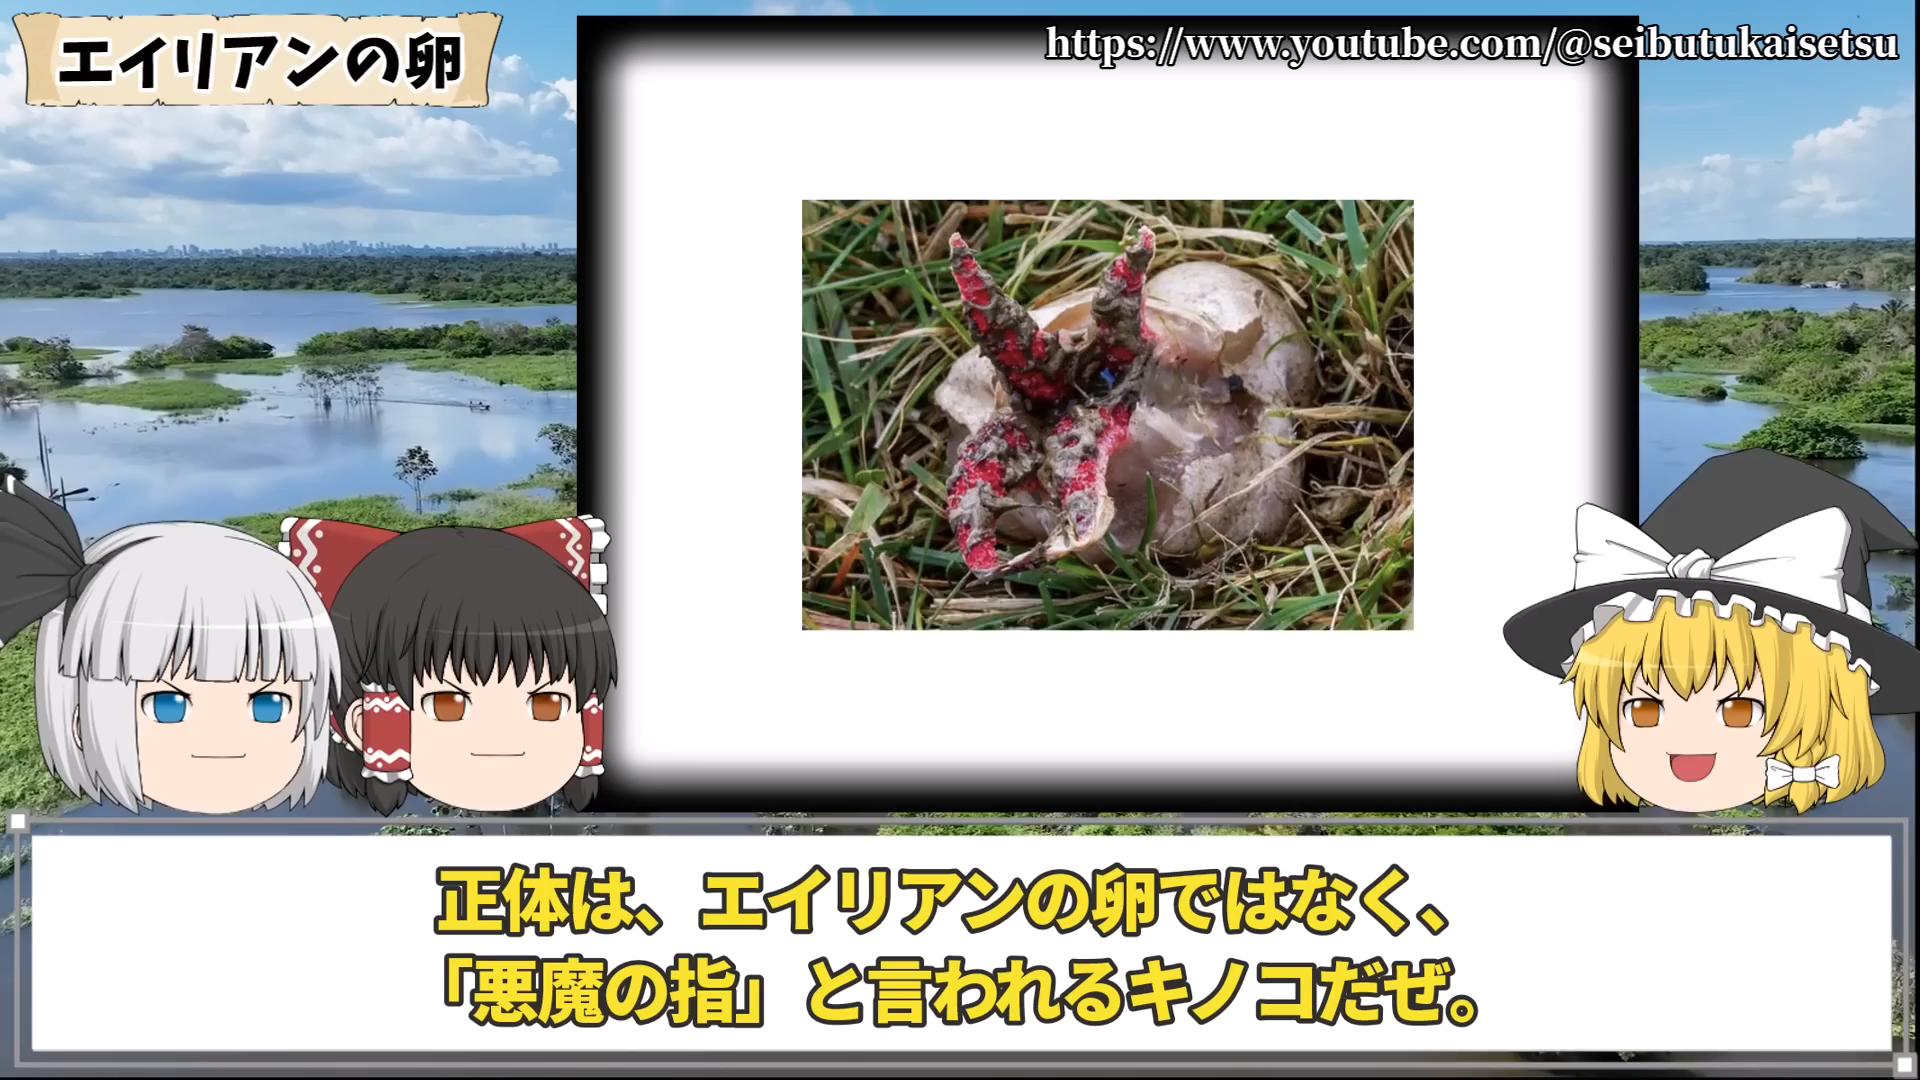 エイリアンの卵
https://www.youtube.com/@seibutukaisetsu
正体は、エイリアンの卵ではなく、
「悪魔の指」と言われるキノコだぜ。